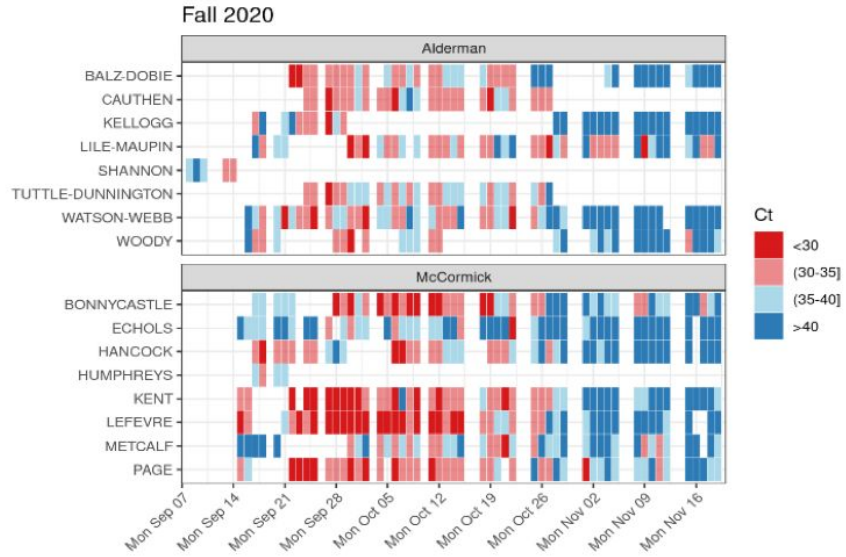 Fall 2020
Alderman
BALZ-DOBIE
CAUTHEN
KELLOGG
LILE-MAUPIN
SHANNON
TUTTLE-DUNNINGTON
WATSON-WEBB
WOODY
McCormick
BONNYCASTLE
ECHOLS
HANCOCK
HUMPHREYS
KENT
LEFEVRE
METCALF
PAGE
Mon Sep 07
Mon Sep 14
Mon Sep 21
Mon Sep 28
Mon Oct 05
Mon Oct 12
Mon Oct 19
Mon Oct 26
Mon Nov 02
Mon Nov 09
Mon Nov 16
Ct
<30
(30-35]
(35-40]
>40